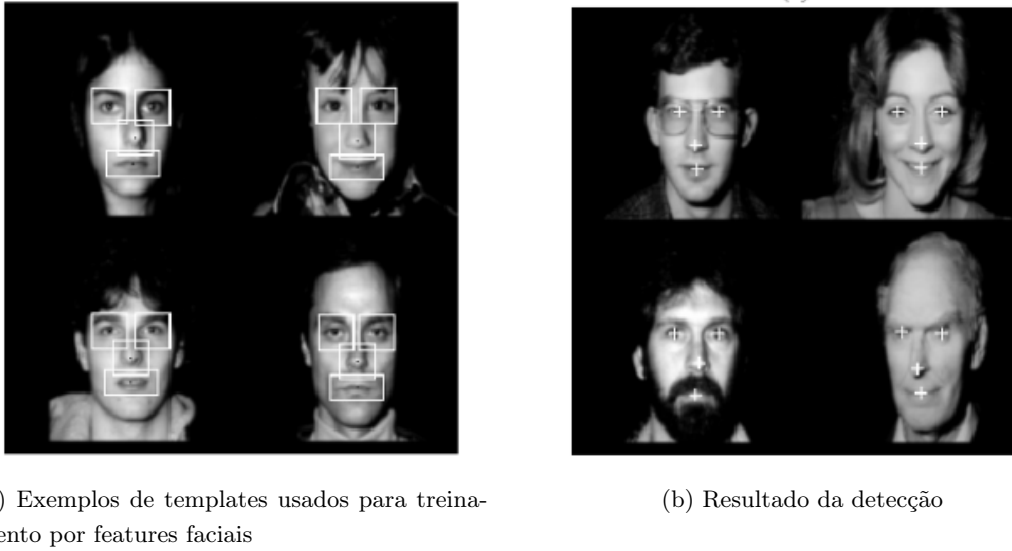 ) Exemplos de templates usados para treina-
ento por features faciais
(b) Resultado da detecção